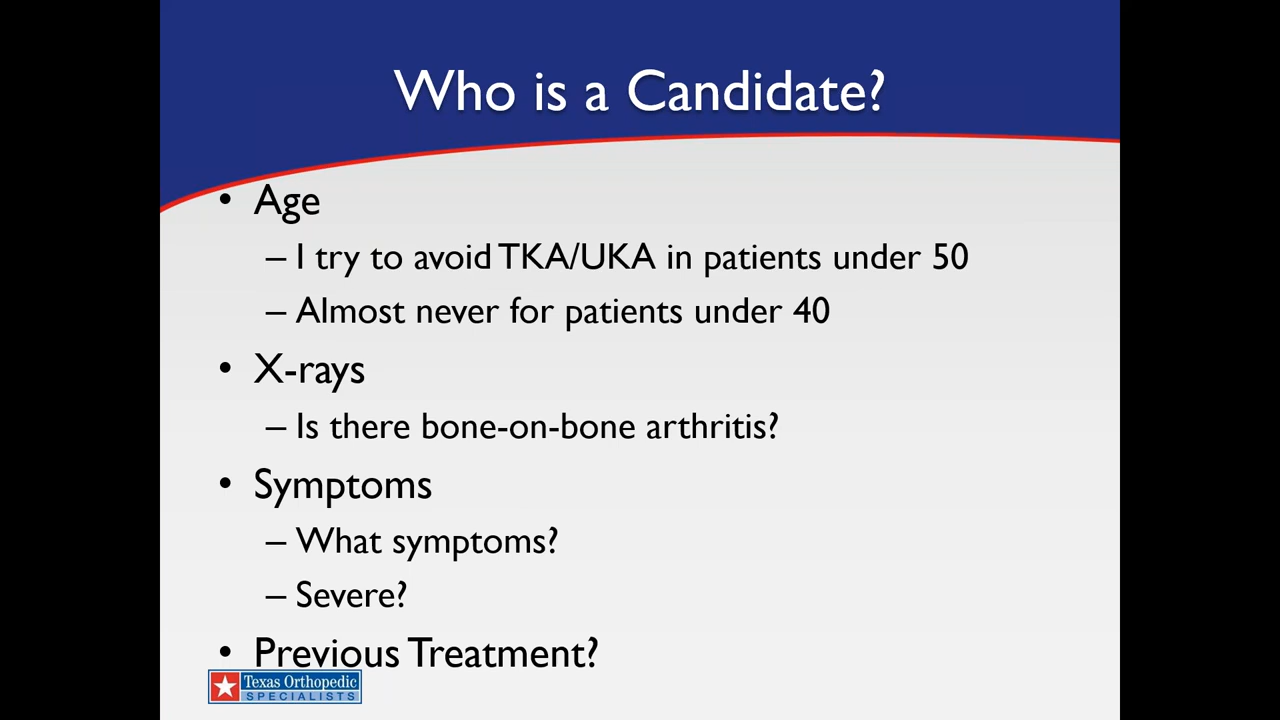 Who is a Candidate?
• Age
– I try to avoid TKA/UKA in patients under 50
– Almost never for patients under 40
• X-rays
– Is there bone-on-bone arthritis?
• Symptoms
– What symptoms?
– Severe?
• Previous Treatment?
Texas Orthopedic
SPECIALISTS